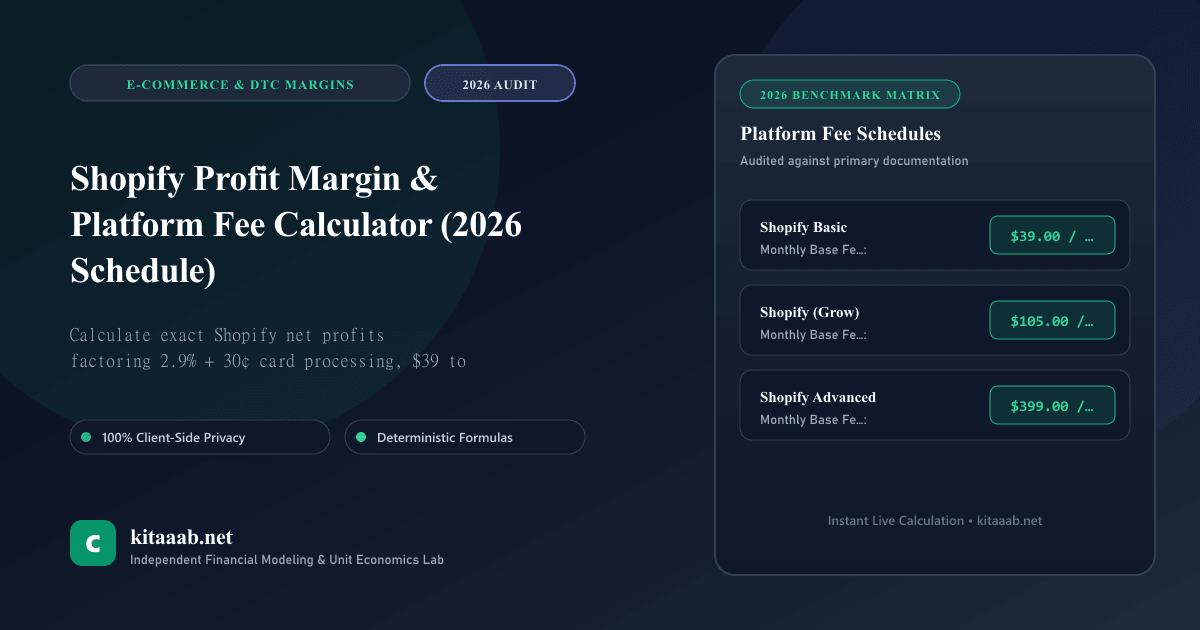 E-COMMERCE & DTC MARGINS
2026 AUDIT
Shopify Profit Margin &
Platform Fee Calculator (2026
Schedule)
Calculate exact Shopify net profits
factoring 2.9% + 30¢ card processing, $39 to
100% Client-Side Privacy
Deterministic Formulas
C
kitaaab.net
Independent Financial Modeling & Unit Economics Lab
2026 BENCHMARK MATRIX
Platform Fee Schedules
Audited against primary documentation
Shopify Basic
Monthly Base Fe…:
$39.00 / …
Shopify (Grow)
Monthly Base Fe…:
$105.00 /…
Shopify Advanced
Monthly Base Fe…:
$399.00 /…
Instant Live Calculation • kitaaab.net